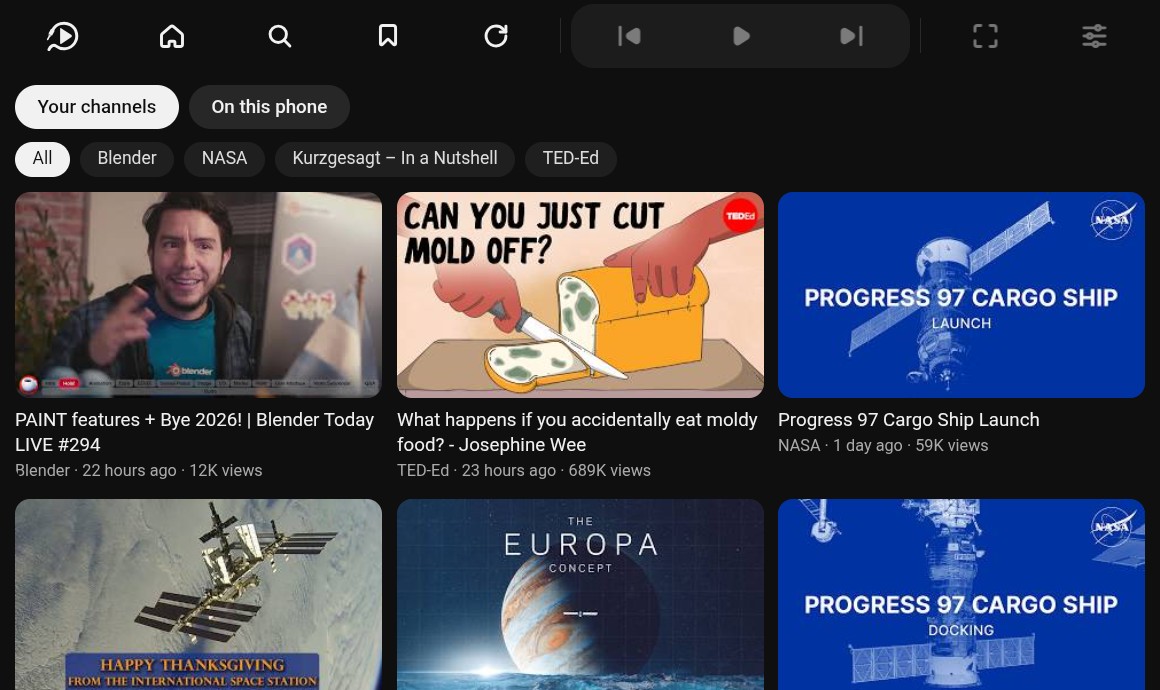 Your channels
On this phone
All
Blender
NASA
Kurzgesagt – In a Nutshell
TED-Ed
blender
CAN YOU JUST CUT
MOLD OFF?
TEDEd
NASA
PROGRESS 97 CARGO SHIP
LAUNCH
PAINT features + Bye 2026! | Blender Today
LIVE #294
Blender · 22 hours ago · 12K views
What happens if you accidentally eat moldy
food? - Josephine Wee
TED-Ed · 23 hours ago · 689K views
Progress 97 Cargo Ship Launch
NASA · 1 day ago · 59K views
HAPPY THANKSGIVING
FROM THE INTERNATIONAL SPACE STATION
THE
EUROPA
CONCEPT
NASA
PROGRESS 97 CARGO SHIP
DOCKING